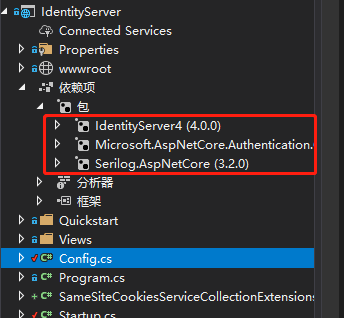 IdentityServer
Connected Services
Properties
wwwroot
依赖项
包
IdentityServer4 (4.0.0)
Microsoft.AspNetCore.Authentication.
Serilog.AspNetCore (3.2.0)
分析器
框架
Quickstart
Views
C# Config.cs
C# Program.cs
C# SameSiteCookiesServiceCollectionExtensions
C# Startup.cs